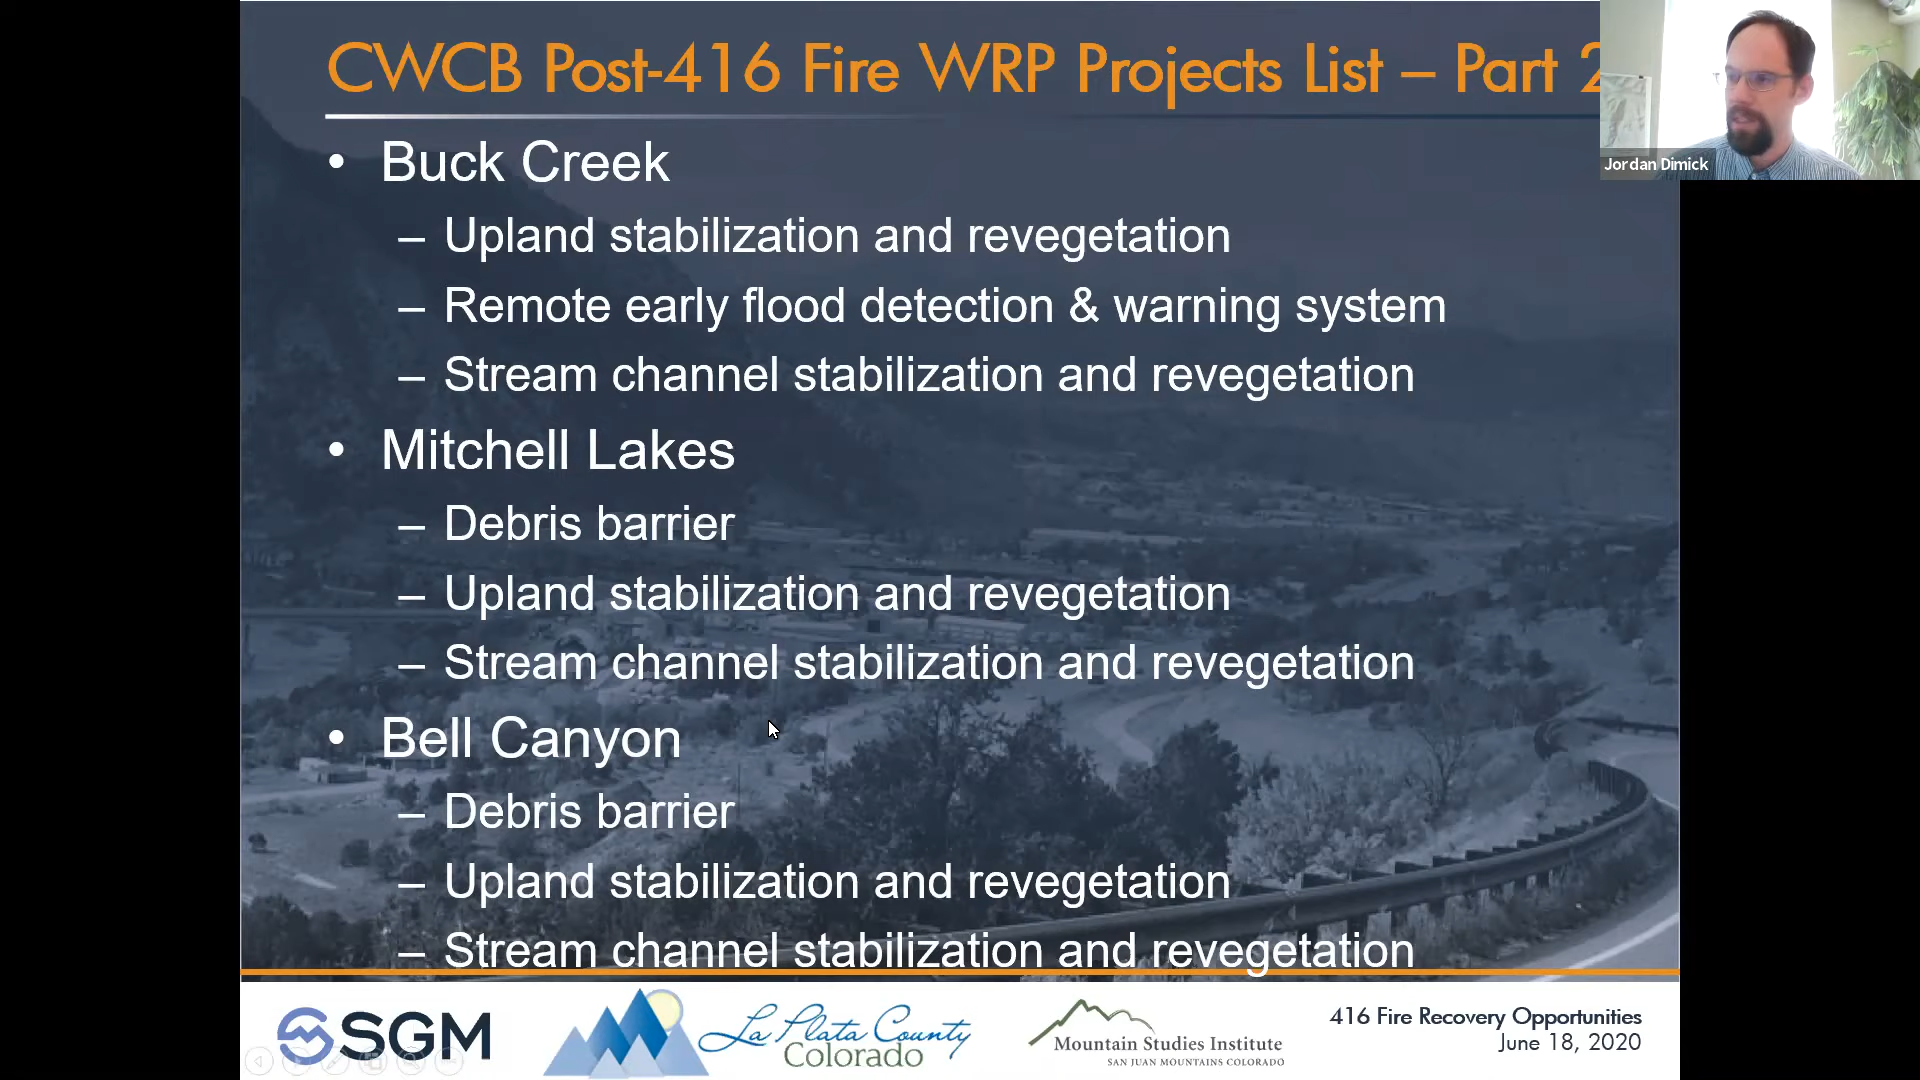 CWCB Post-416 Fire WRP Projects List – Part 2
Jordan Dimick
• Buck Creek
– Upland stabilization and revegetation
– Remote early flood detection & warning system
– Stream channel stabilization and revegetation
• Mitchell Lakes
– Debris barrier
– Upland stabilization and revegetation
– Stream channel stabilization and revegetation
• Bell Canyon
– Debris barrier
– Upland stabilization and revegetation
– Stream channel stabilization and revegetation
SGM
La Plata County
Colorado
Mountain Studies Institute
SAN JUAN MOUNTAINS COLORADO
416 Fire Recovery Opportunities
June 18, 2020